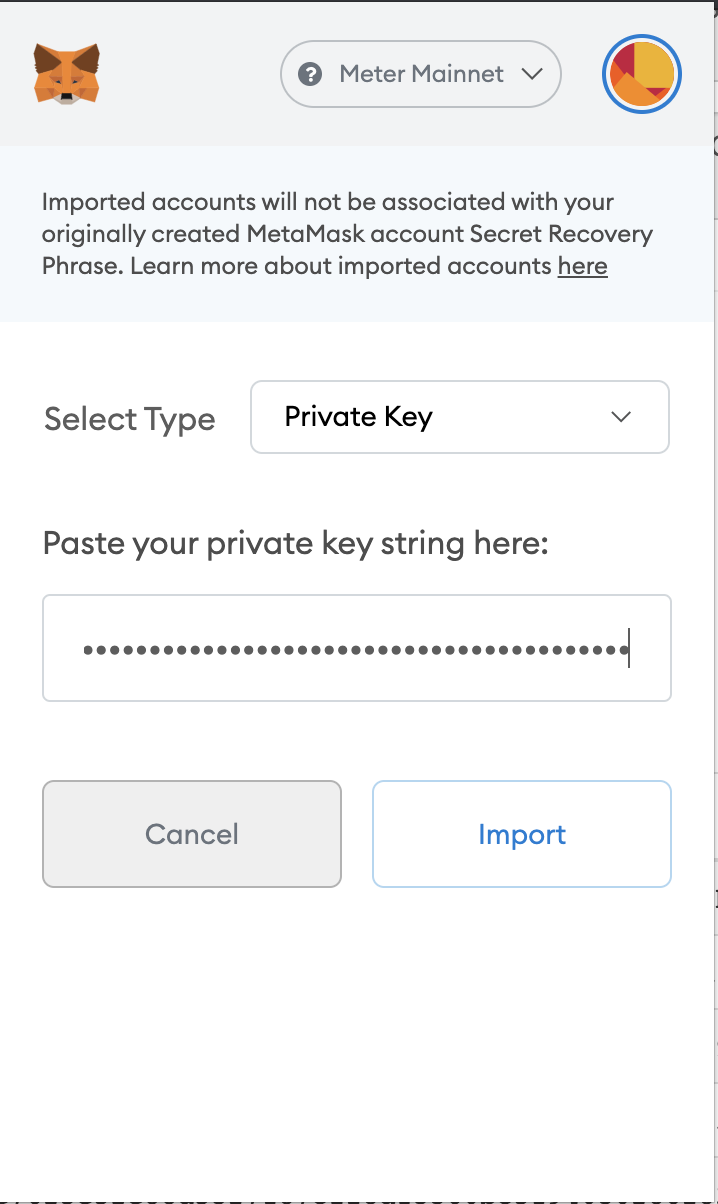 Meter Mainnet
Imported accounts will not be associated with your
originally created MetaMask account Secret Recovery
Phrase. Learn more about imported accounts here
Select Type
Private Key
Paste your private key string here:
•••••••••••••••••••••••••••••••••••••••••
Cancel
Import